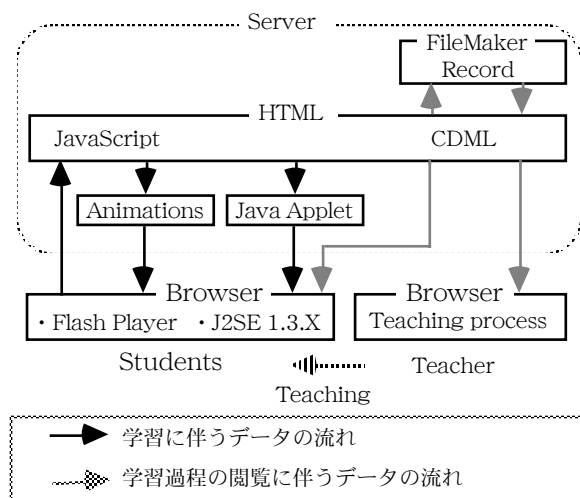 Server
FileMaker
Record
HTML
JavaScript CDML
Animations Java Applet
Browser Browser
・Flash Player ・J2SE 1.3.X Teaching process
Students Teacher
Teaching
学習に伴うデータの流れ
学習過程の閲覧に伴うデータの流れ